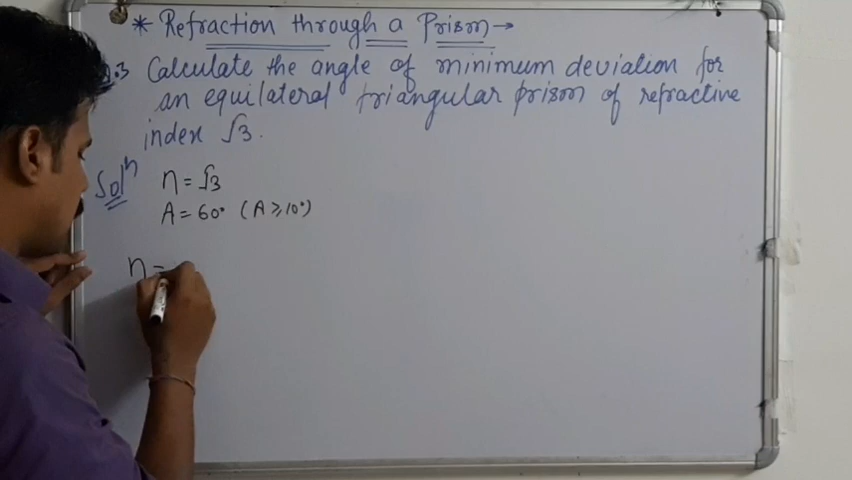 * Refraction through a Prism →
Q.3 Calculate the angle of minimum deviation for
an equilateral triangular prism of refractive
index √3.
Solⁿ n = √3
A = 60° (A ≥ 10°)
n =